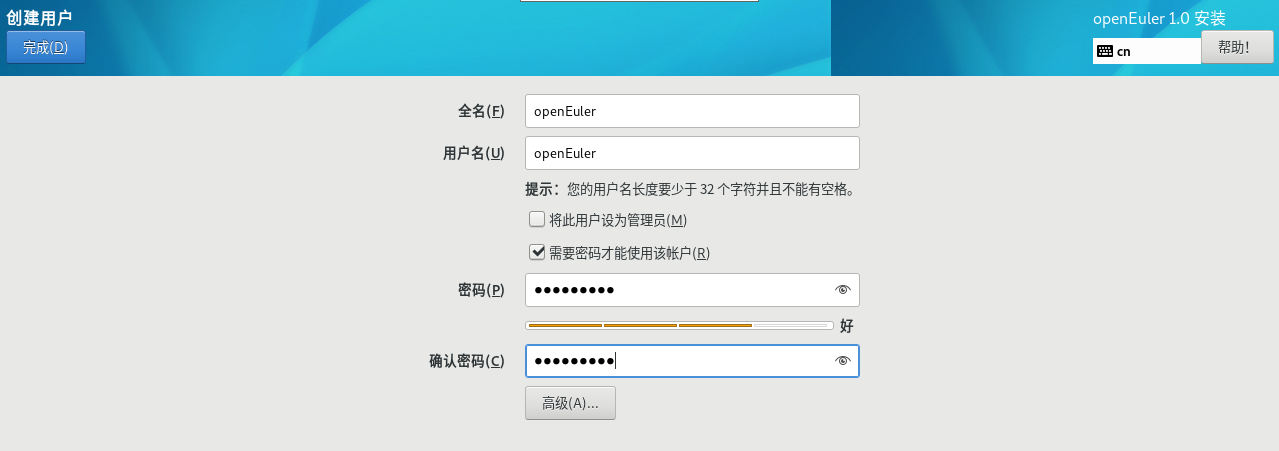 创建用户
openEuler 1.0 安装
完成(D)
cn
帮助!
全名(F)
openEuler
用户名(U)
openEuler
提示：您的用户名长度要少于 32 个字符并且不能有空格。
将此用户设为管理员(M)
需要密码才能使用该帐户(R)
密码(P)
●●●●●●●●●
好
确认密码(C)
●●●●●●●●●
高级(A)...